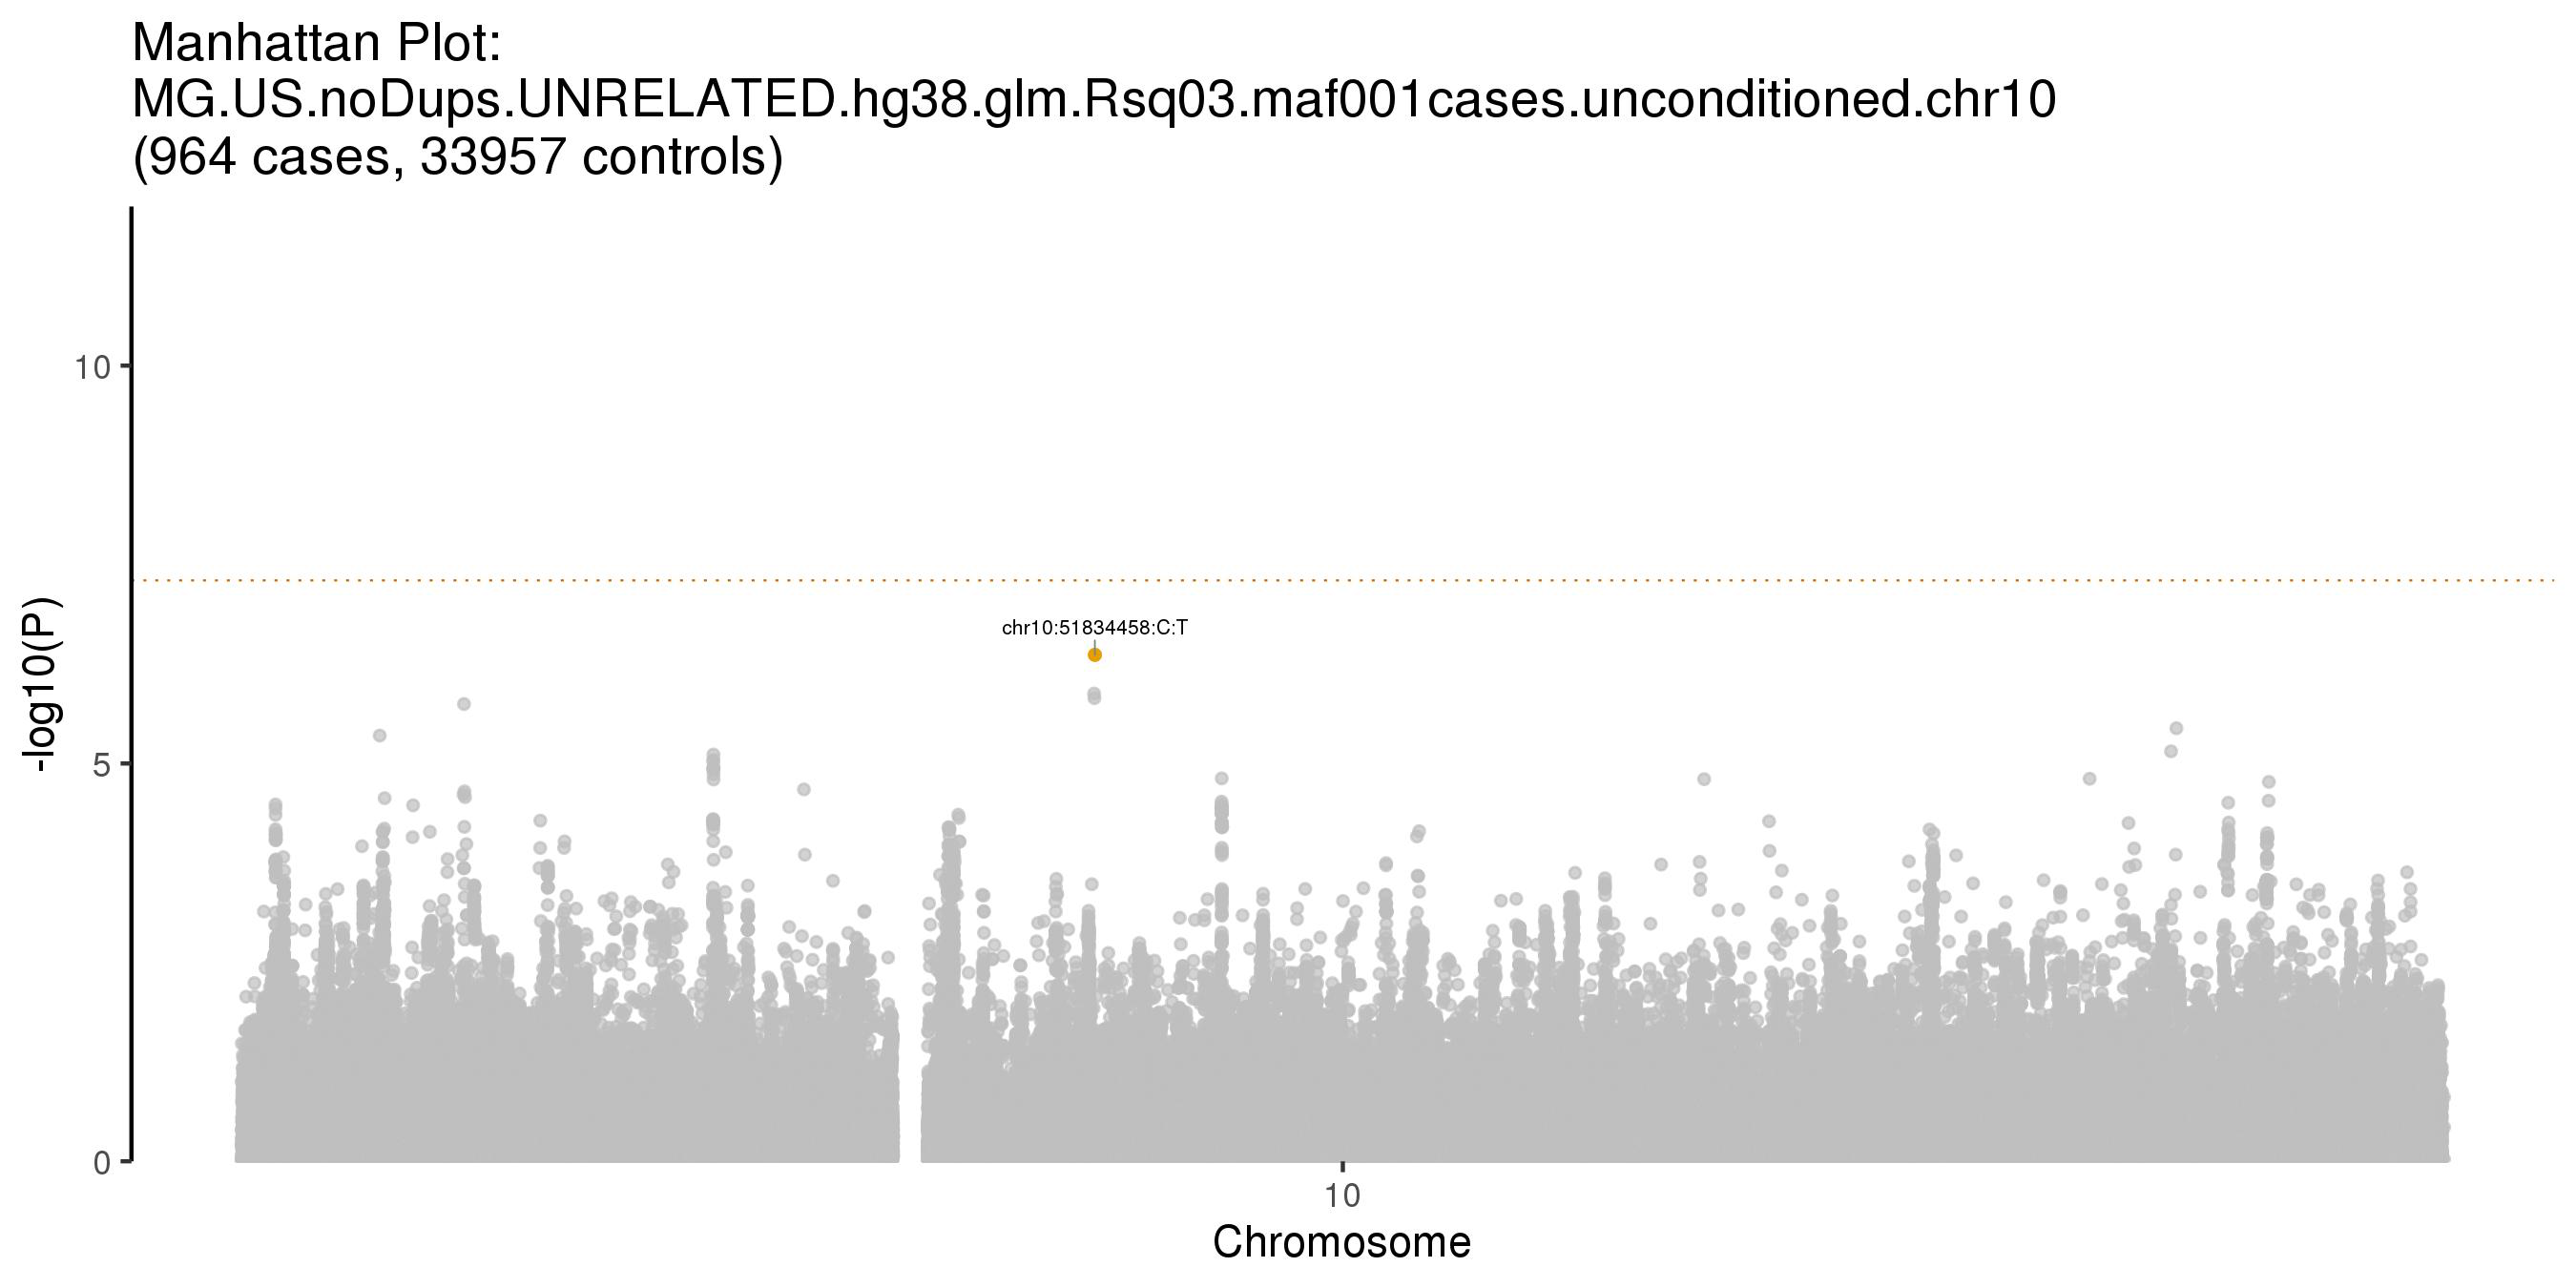 Manhattan Plot:
MG.US.noDups.UNRELATED.hg38.glm.Rsq03.maf001cases.unconditioned.chr10
(964 cases, 33957 controls)
10
5
0
-log10(P)
chr10:51834458:C:T
10
Chromosome